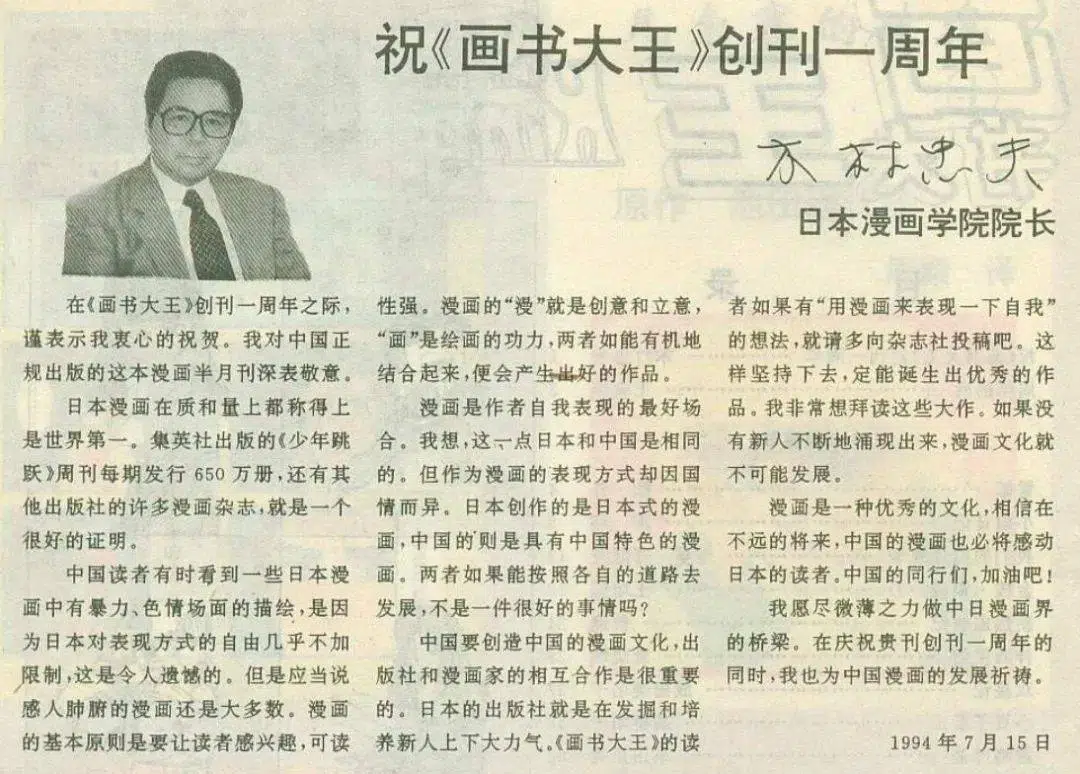 祝《画书大王》创刊一周年
木村忠夫
日本漫画学院院长
在《画书大王》创刊一周年之际，
谨表示我衷心的祝贺。我对中国正
规出版的这本漫画半月刊深表敬意。
日本漫画在质和量上都称得上
是世界第一。集英社出版的《少年跳
跃》周刊每期发行 650 万册，还有其
他出版社的许多漫画杂志，就是一个
很好的证明。
中国读者有时看到一些日本漫
画中有暴力、色情场面的描绘，是因
为日本对表现方式的自由几乎不加
限制，这是令人遗憾的。但是应当说
感人肺腑的漫画还是大多数。漫画
的基本原则是要让读者感兴趣，可读
性强。漫画的“漫”就是创意和立意，
“画”是绘画的功力，两者如能有机地
结合起来，便会产生出好的作品。
漫画是作者自我表现的最好场
合。我想，这一点日本和中国是相同
的。但作为漫画的表现方式却因国
情而异。日本创作的是日本式的漫
画，中国的则是具有中国特色的漫
画。两者如果能按照各自的道路去
发展，不是一件很好的事情吗？
中国要创造中国的漫画文化，出
版社和漫画家的相互合作是很重要
的。日本的出版社就是在发掘和培
养新人上下大力气。《画书大王》的读
者如果有“用漫画来表现一下自我”
的想法，就请多向杂志社投稿吧。这
样坚持下去，定能诞生出优秀的作
品。我非常想拜读这些大作。如果没
有新人不断地涌现出来，漫画文化就
不可能发展。
漫画是一种优秀的文化，相信在
不远的将来，中国的漫画也必将感动
日本的读者。中国的同行们，加油吧！
我愿尽微薄之力做中日漫画界
的桥梁。在庆祝贵刊创刊一周年的
同时，我也为中国漫画的发展祈祷。
1994 年 7 月 15 日